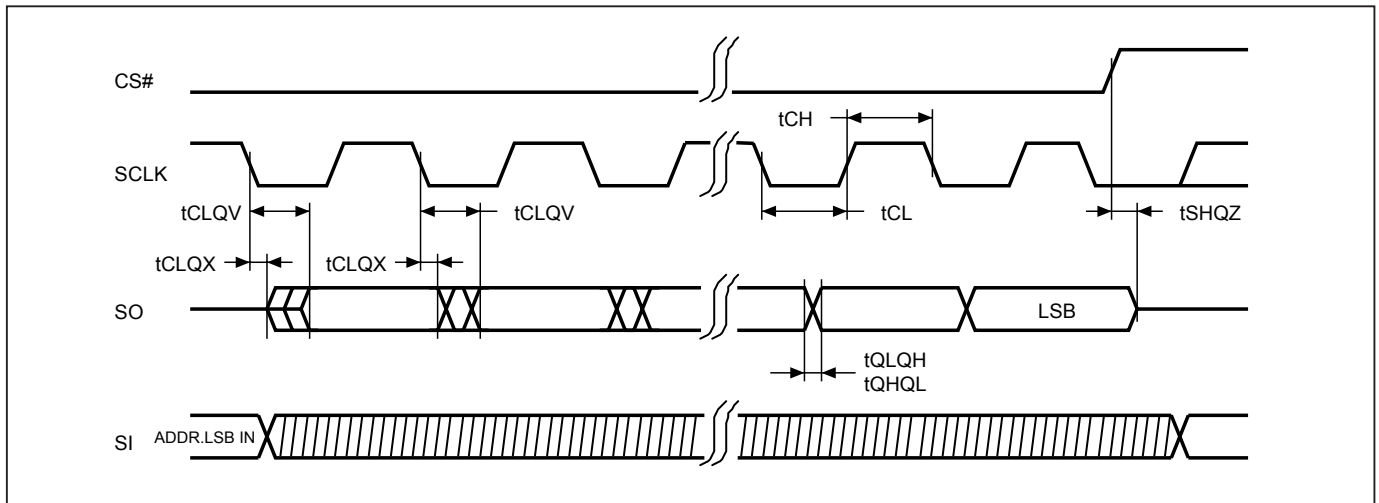 CS#
tCH
SCLK
tCLQV
tCLQV
tCL
tSHQZ
tCLQX
tCLQX
SO
LSB
tQLQH
tQHQL
SI
ADDR.LSB IN